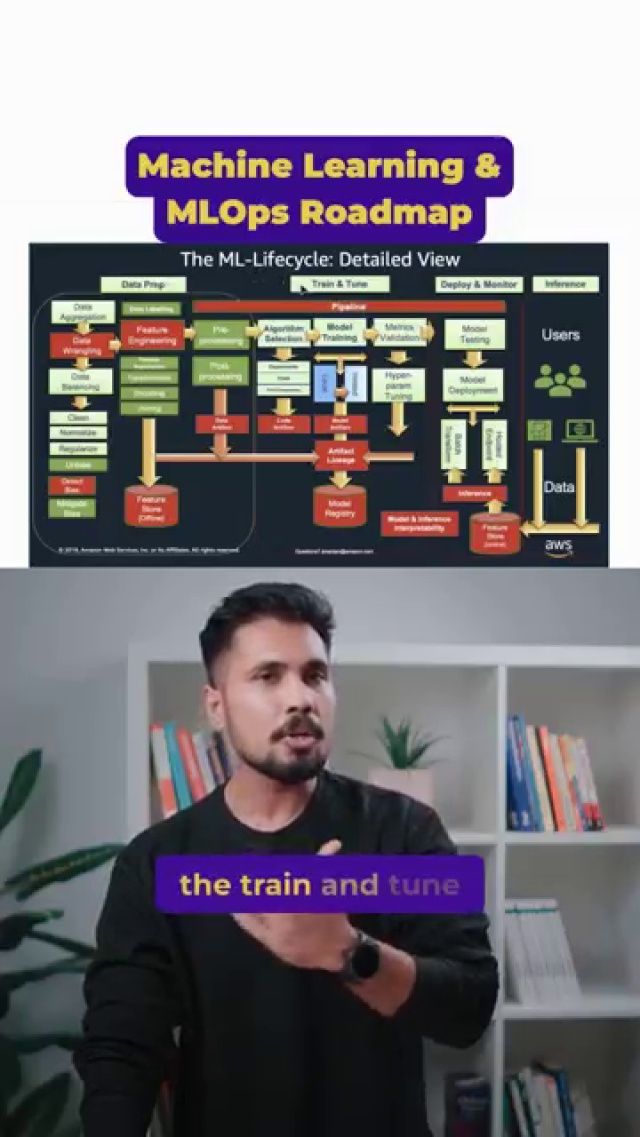 Machine Learning &
MLOps Roadmap
The ML-Lifecycle: Detailed View
Data Prep
Train & Tune
Deploy & Monitor
Inference
Pipeline
Data
Aggregation
Data Labelling
Data
Wrangling
Feature
Engineering
Pre-
processing
Algorithm
Selection
Model
Training
Metrics
Validation
Model
Testing
Users
Data
Balancing
Post-
processing
Hyper-
param
Tuning
Model
Deployment
Clean
Normalize
Regularize
Unbias
Detect
Bias
Mitigate
Bias
Encoding
Data
Artifact
Code
Artifact
Model
Artifact
Artifact
Lineage
Batch
Transform
Hosted
Endpoint
Feature
Store
(Offline)
Model
Registry
Model & Inference
Interpretability
Inference
Feature
Store
Data
aws
the train and tune